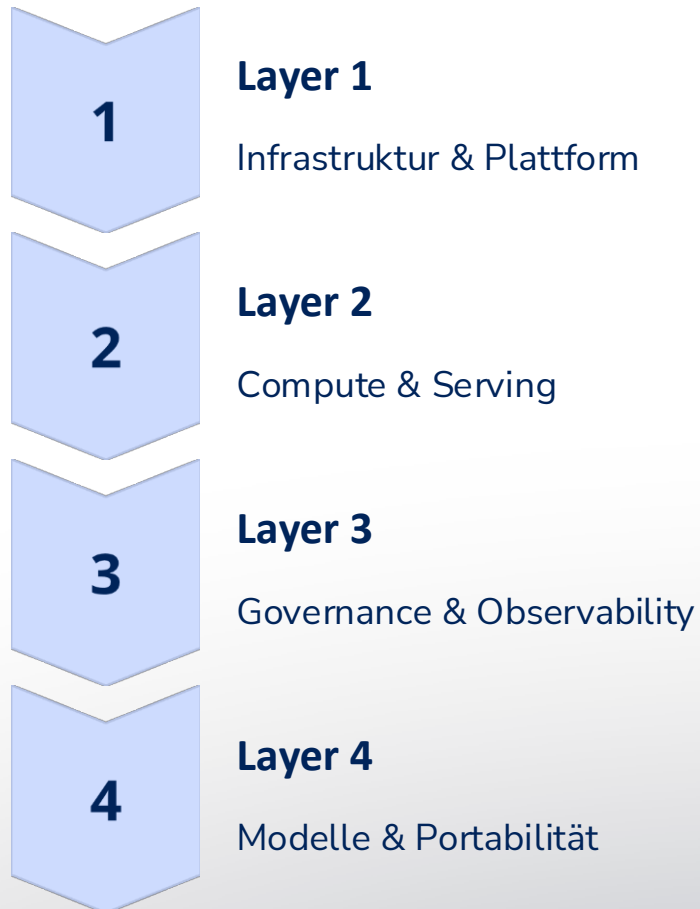 1
Layer 1
Infrastruktur & Plattform
2
Layer 2
Compute & Serving
3
Layer 3
Governance & Observability
4
Layer 4
Modelle & Portabilität